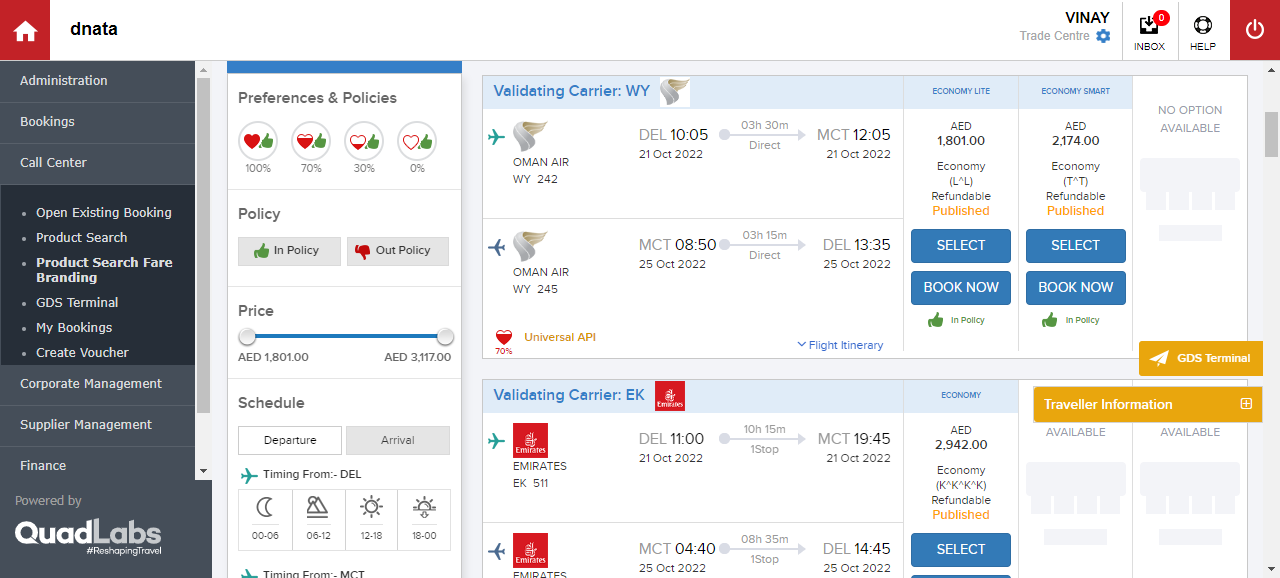 dnata
VINAY
Trade Centre
0
INBOX
HELP
Administration
Bookings
Call Center
Open Existing Booking
Product Search
Product Search Fare
Branding
GDS Terminal
My Bookings
Create Voucher
Corporate Management
Supplier Management
Finance
Powered by
QuadLabs
#ReshapingTravel
Preferences & Policies
100% 70% 30% 0%
Policy
In Policy Out Policy
Price
AED 1,801.00 AED 3,117.00
Schedule
Departure Arrival
Timing From:- DEL
00-06 06-12 12-18 18-00
Timing From:- MCT
Validating Carrier: WY
OMAN AIR
WY 242
DEL 10:05
21 Oct 2022
03h 30m
Direct
MCT 12:05
21 Oct 2022
OMAN AIR
WY 245
MCT 08:50
25 Oct 2022
03h 15m
Direct
DEL 13:35
25 Oct 2022
70%
Universal API
Flight Itinerary
ECONOMY LITE
AED
1,801.00
Economy
(L^L)
Refundable
Published
SELECT
BOOK NOW
In Policy
ECONOMY SMART
AED
2,174.00
Economy
(T^T)
Refundable
Published
SELECT
BOOK NOW
In Policy
NO OPTION
AVAILABLE
GDS Terminal
Traveller Information
Validating Carrier: EK
Emirates
Emirates
EMIRATES
EK 511
DEL 11:00
21 Oct 2022
10h 15m
1Stop
MCT 19:45
21 Oct 2022
Emirates
EMIRATES
MCT 04:40
25 Oct 2022
08h 35m
1Stop
DEL 14:45
25 Oct 2022
ECONOMY
AED
2,942.00
Economy
(K^K^K^K)
Refundable
Published
SELECT
AVAILABLE
AVAILABLE